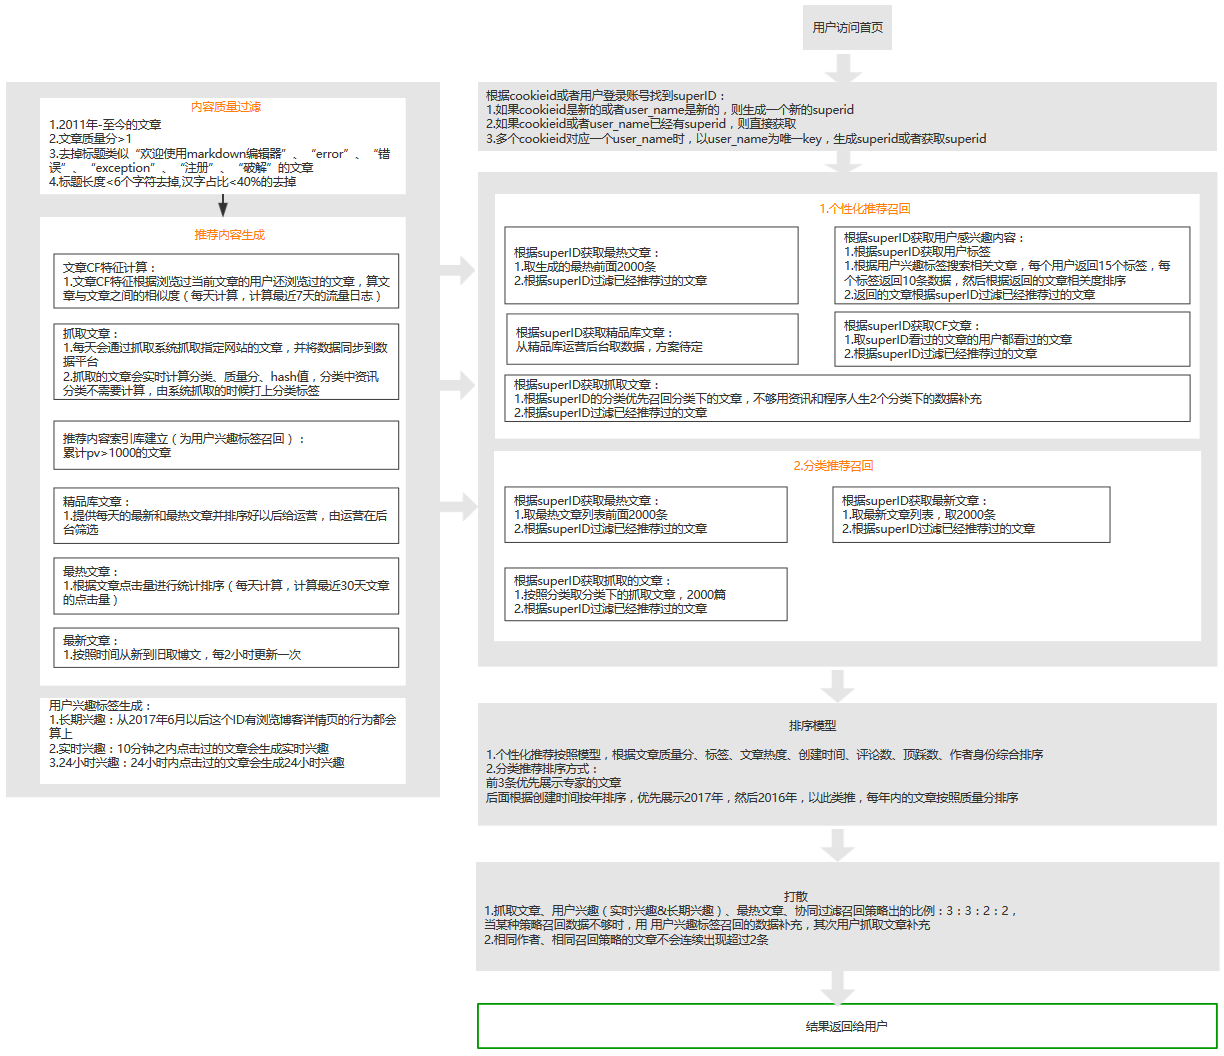 用户访问首页
根据cookieid或者用户登录账号找到superID：
1.如果cookieid是新的或者user_name是新的，则生成一个新的superid
2.如果cookieid或者user_name已经有superid，则直接获取
3.多个cookieid对应一个user_name时，以user_name为唯一key，生成superid或者获取superid
内容质量过滤
1.2011年-至今的文章
2.文章质量分>1
3.去掉标题类似“欢迎使用markdown编辑器”、“error”、“错
误”、“exception”、“注册”、“破解”的文章
4.标题长度<6个字符去掉,汉字占比<40%的去掉
推荐内容生成
文章CF特征计算：
1.文章CF特征根据浏览过当前文章的用户还浏览过的文章，算文
章与文章之间的相似度（每天计算，计算最近7天的流量日志）
抓取文章：
1.每天会通过抓取系统抓取指定网站的文章，并将数据同步到数
据平台
2.抓取的文章会实时计算分类、质量分、hash值，分类中资讯
分类不需要计算，由系统抓取的时候打上分类标签
推荐内容索引库建立（为用户兴趣标签召回）：
累计pv>1000的文章
精品库文章：
1.提供每天的最新和最热文章并排序好以后给运营，由运营在后
台筛选
最热文章：
1.根据文章点击量进行统计排序（每天计算，计算最近30天文章
的点击量）
最新文章：
1.按照时间从新到旧取博文，每2小时更新一次
用户兴趣标签生成：
1.长期兴趣：从2017年6月以后这个ID有浏览博客详情页的行为都会
算上
2.实时兴趣：10分钟之内点击过的文章会生成实时兴趣
3.24小时兴趣：24小时内点击过的文章会生成24小时兴趣
1.个性化推荐召回
根据superID获取最热文章：
1.取生成的最热前面2000条
2.根据superID过滤已经推荐过的文章
根据superID获取用户感兴趣内容：
1.根据superID获取用户标签
1.根据用户兴趣标签搜索相关文章，每个用户返回15个标签，每
个标签返回10条数据，然后根据返回的文章相关度排序
2.返回的文章根据superID过滤已经推荐过的文章
根据superID获取精品库文章：
从精品库运营后台取数据，方案待定
根据superID获取CF文章：
1.取superID看过的文章的用户都看过的文章
2.根据superID过滤已经推荐过的文章
根据superID获取抓取文章：
1.根据superID的分类优先召回分类下的文章，不够用资讯和程序人生2个分类下的数据补充
2.根据superID过滤已经推荐过的文章
2.分类推荐召回
根据superID获取最热文章：
1.取最热文章列表前面2000条
2.根据superID过滤已经推荐过的文章
根据superID获取最新文章：
1.取最新文章列表，取2000条
2.根据superID过滤已经推荐过的文章
根据superID获取抓取的文章：
1.按照分类取分类下的抓取文章，2000篇
2.根据superID过滤已经推荐过的文章
排序模型
1.个性化推荐按照模型，根据文章质量分、标签、文章热度、创建时间、评论数、顶踩数、作者身份综合排序
2.分类推荐排序方式：
前3条优先展示专家的文章
后面根据创建时间按年排序，优先展示2017年，然后2016年，以此类推，每年内的文章按照质量分排序
打散
1.抓取文章、用户兴趣（实时兴趣&长期兴趣）、最热文章、协同过滤召回策略出的比例：3：3：2：2，
当某种策略召回数据不够时，用 用户兴趣标签召回的数据补充，其次用户抓取文章补充
2.相同作者、相同召回策略的文章不会连续出现超过2条
结果返回给用户